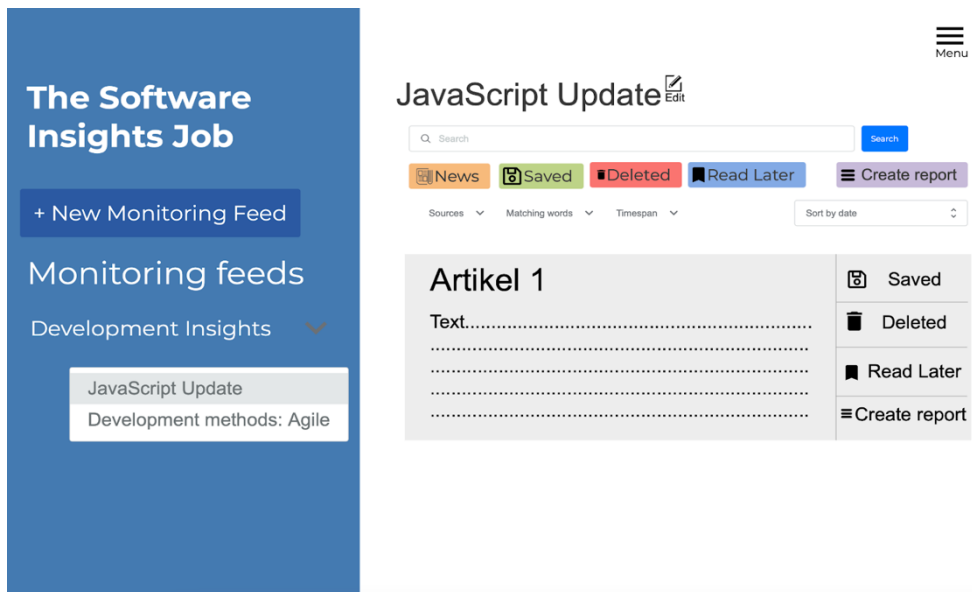 Menu
The Software
Insights Job
JavaScript Update
Edit
Search
Search
News
Saved
Deleted
Read Later
Create report
+ New Monitoring Feed
Sources
Matching words
Timespan
Sort by date
Monitoring feeds
Development Insights
JavaScript Update
Development methods: Agile
Artikel 1
Text..................................................................
........................................................................
........................................................................
........................................................................
........................................................................
Saved
Deleted
Read Later
Create report